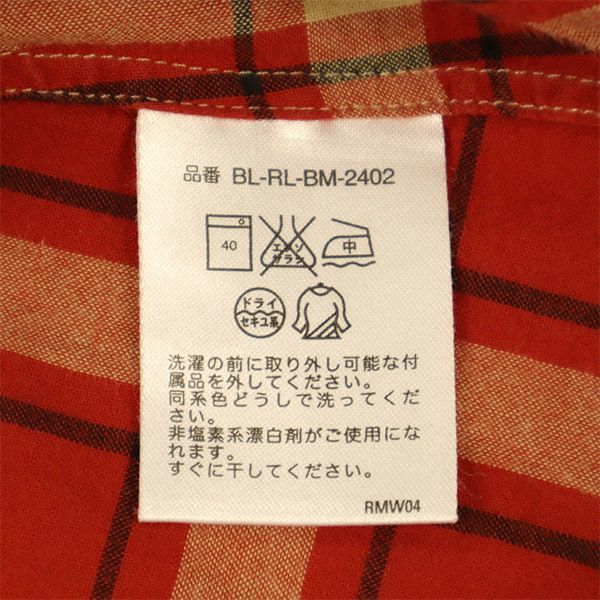 品番 BL-RL-BM-2402
40 エンソ サラシ 中
ドライ セキユ系
洗濯の前に取り外し可能な付
属品を外してください。
同系色どうしで洗ってくだ
さい。
非塩素系漂白剤がご使用にな
れます。
すぐに干してください。
RMW04